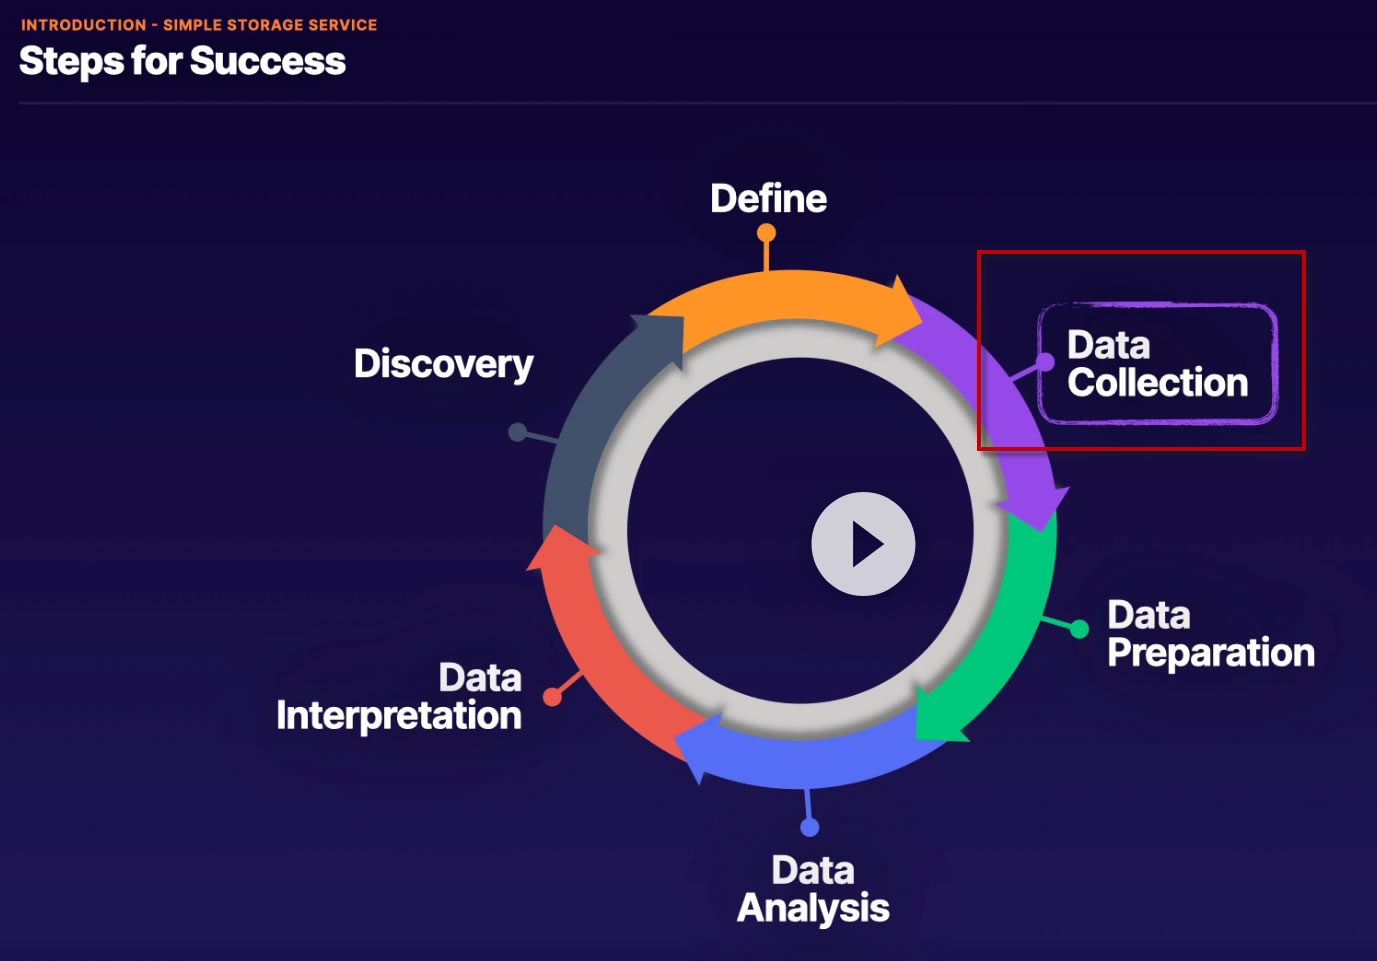 INTRODUCTION - SIMPLE STORAGE SERVICE
Steps for Success
Define
Data
Collection
Discovery
Data
Preparation
Data
Interpretation
Data
Analysis